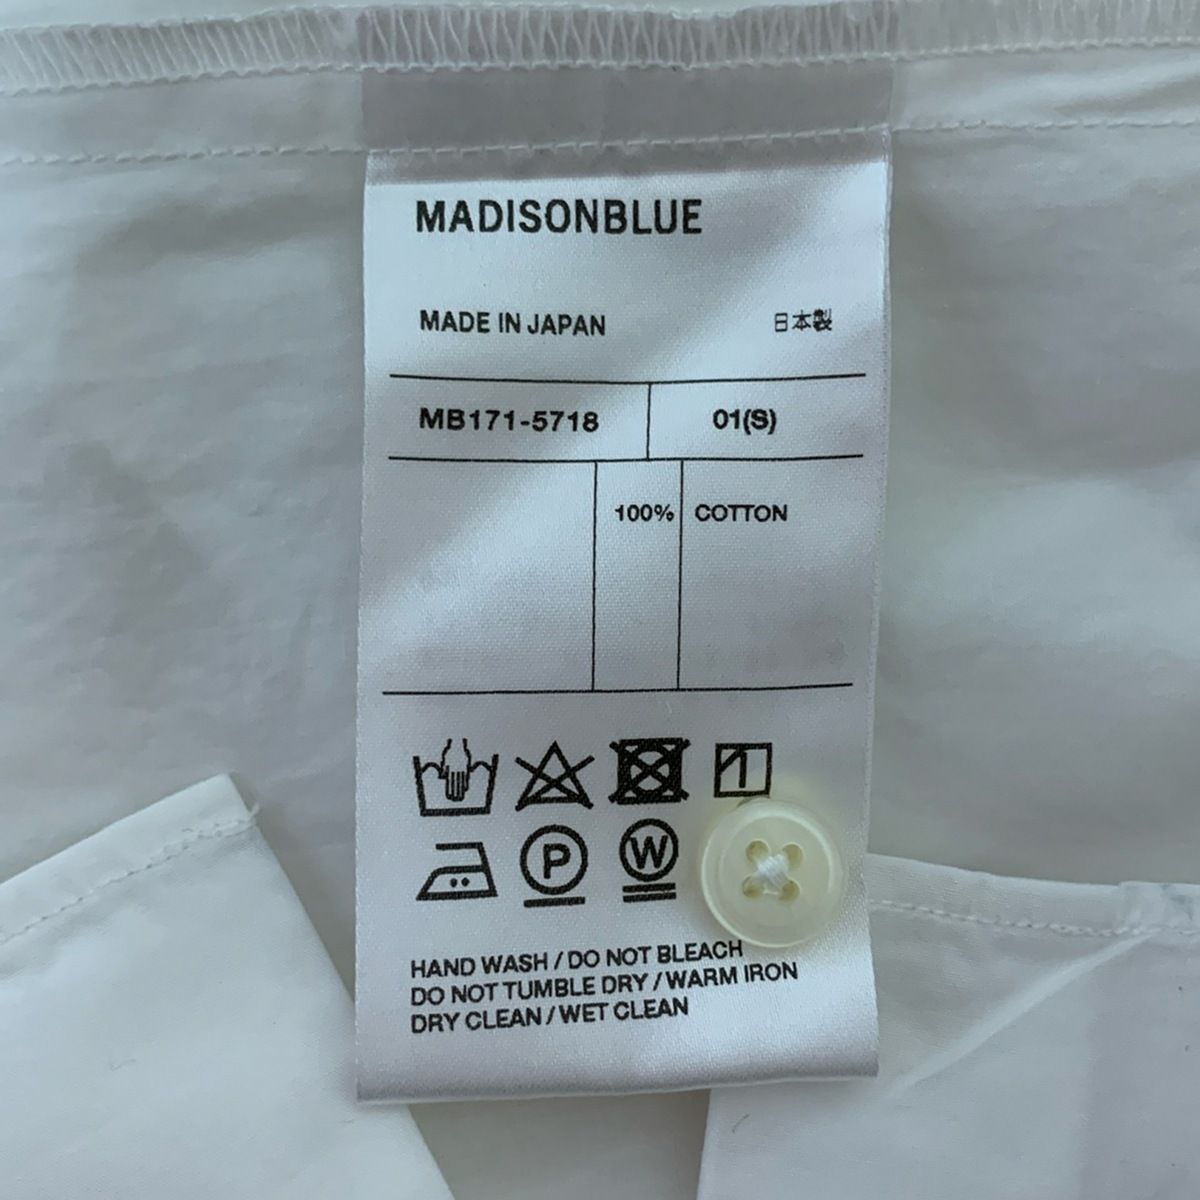 MADISONBLUE
MADE IN JAPAN 日本製
MB171-5718 01(S)
100% COTTON
P W
HAND WASH / DO NOT BLEACH
DO NOT TUMBLE DRY / WARM IRON
DRY CLEAN / WET CLEAN